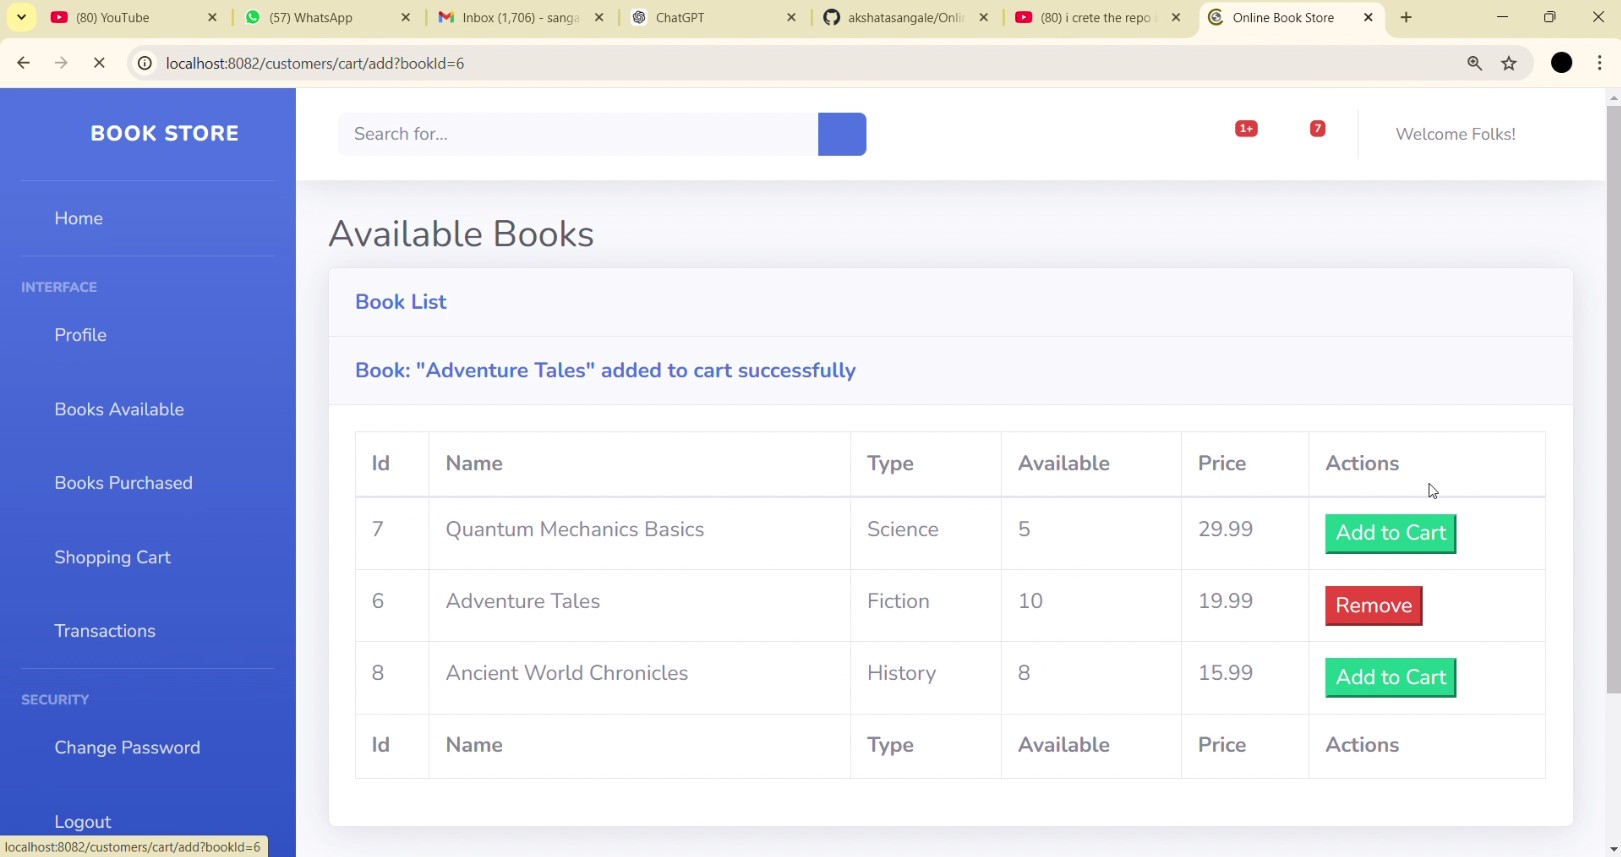 (80) YouTube
(57) WhatsApp
Inbox (1,706) - sanga
ChatGPT
akshatasangale/Onli
(80) i crete the repo i
Online Book Store
localhost:8082/customers/cart/add?bookId=6
BOOK STORE
Search for...
1+
7
Welcome Folks!
Home
INTERFACE
Profile
Books Available
Books Purchased
Shopping Cart
Transactions
SECURITY
Change Password
Logout
Available Books
Book List
Book: "Adventure Tales" added to cart successfully
Id Name Type Available Price Actions
7 Quantum Mechanics Basics Science 5 29.99 Add to Cart
6 Adventure Tales Fiction 10 19.99 Remove
8 Ancient World Chronicles History 8 15.99 Add to Cart
Id Name Type Available Price Actions
localhost:8082/customers/cart/add?bookId=6